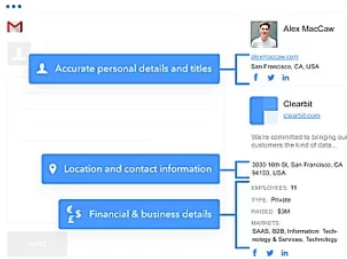 Alex MacCaw
alexmaccaw.com
San Francisco, CA, USA
Accurate personal details and titles
Clearbit
clearbit.com
We're committed to bringing our
customers the kind of data...
Location and contact information
3030 16th St, San Francisco, CA
94103, USA
EMPLOYEES: 11
TYPE: Private
Financial & business details
RAISED: $3M
MARKETS:
SAAS, B2B, Information Tech-
nology & Services, Technology